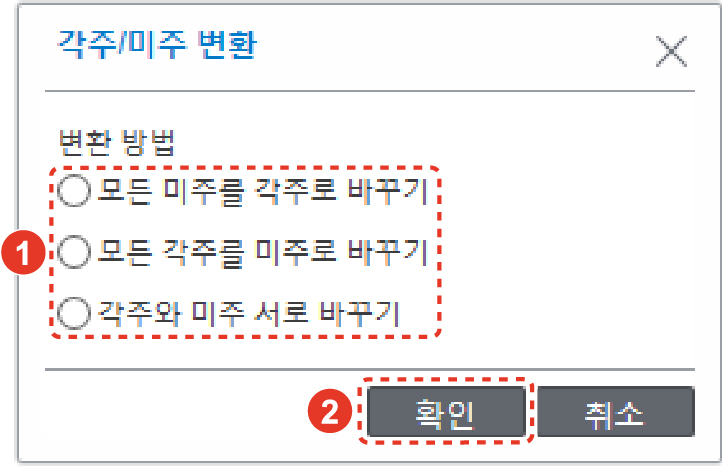 각주/미주 변환
변환 방법
모든 미주를 각주로 바꾸기
1
모든 각주를 미주로 바꾸기
각주와 미주 서로 바꾸기
2
확인
취소